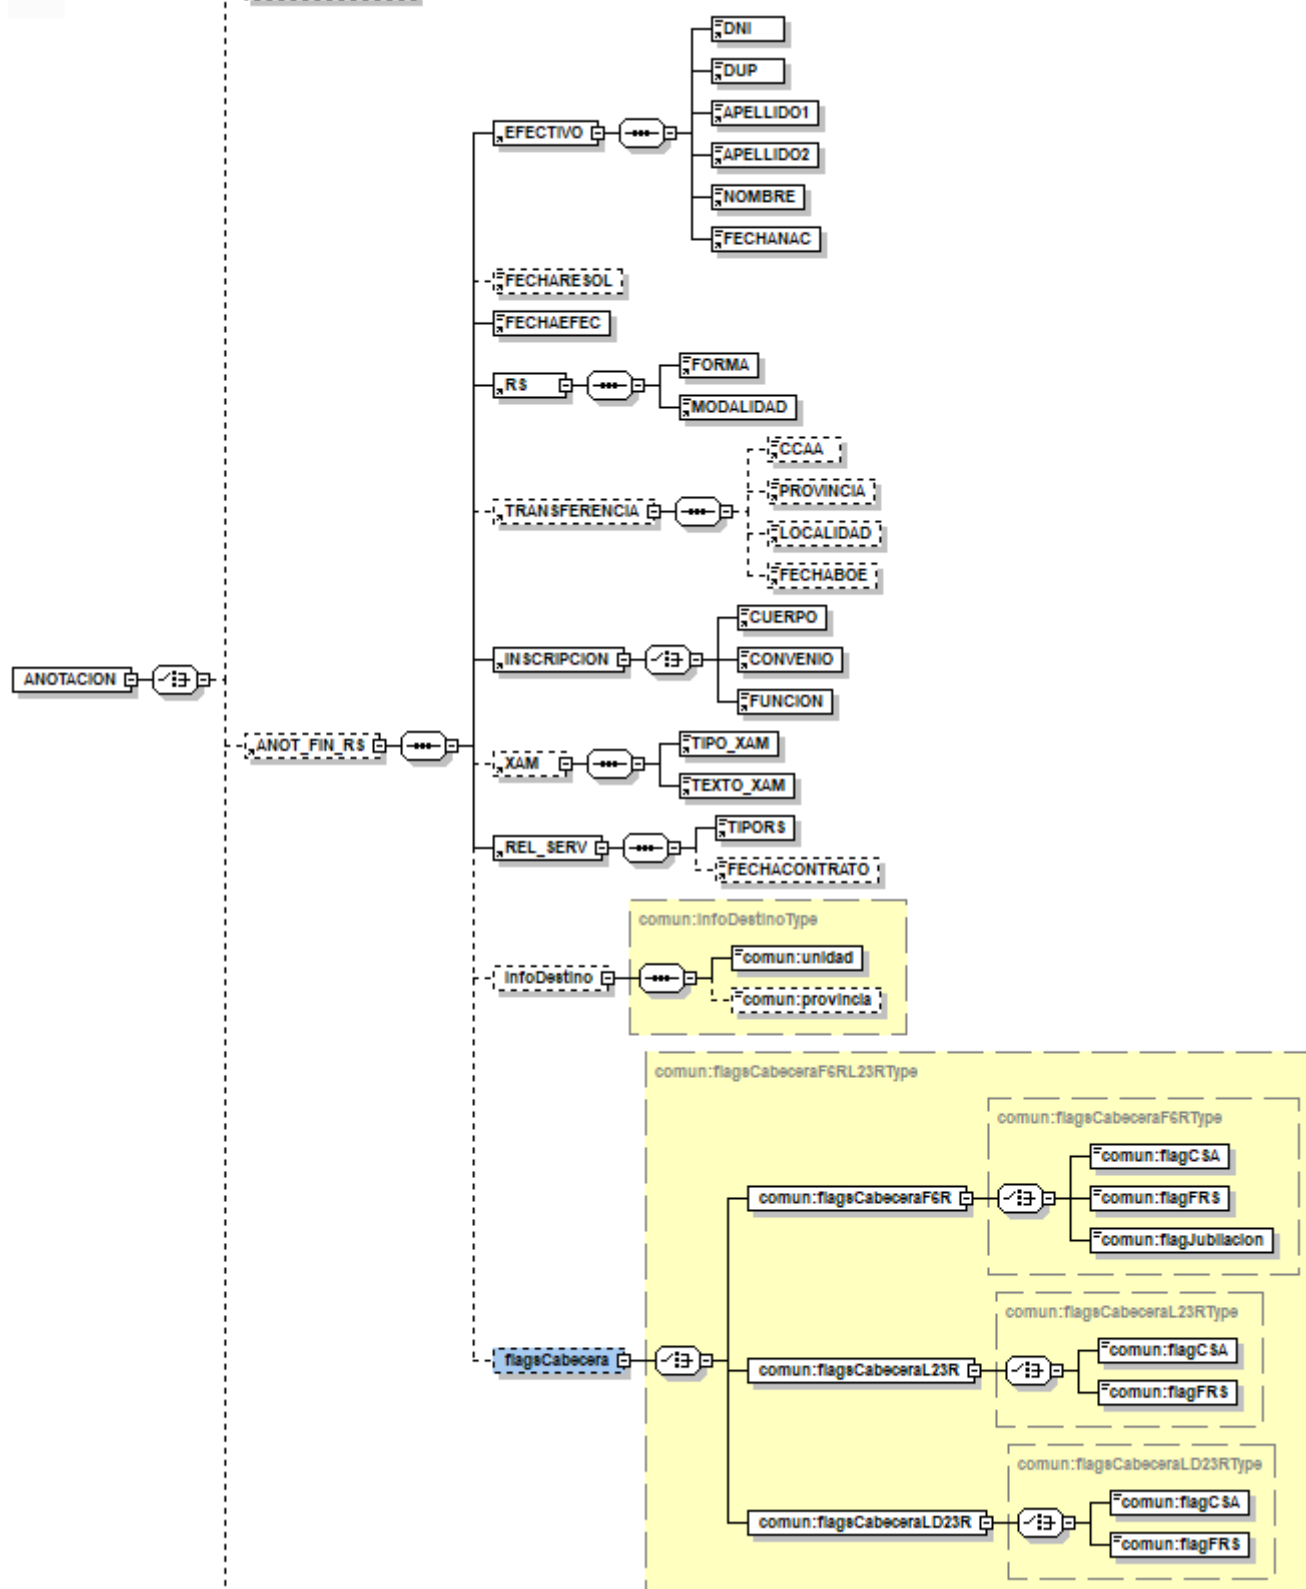 DNI
DUP
APELLIDO1
EFECTIVO
APELLIDO2
NOMBRE
FECHANAC
FECHARESOL
FECHAEFEC
FORMA
RS
MODALIDAD
CCAA
PROVINCIA
TRANSFERENCIA
LOCALIDAD
FECHABOE
CUERPO
INSCRIPCION
CONVENIO
ANOTACION
FUNCION
ANOT_FIN_RS
TIPO_XAM
XAM
TEXTO_XAM
TIPORS
REL_SERV
FECHACONTRATO
comun:infoDestinoType
comun:unidad
infoDestino
comun:provincia
comun:flagsCabeceraF6RL23RType
comun:flagsCabeceraF6RType
comun:flagCSA
comun:flagsCabeceraF6R
comun:flagFRS
comun:flagJubilacion
comun:flagsCabeceraL23RType
comun:flagCSA
flagsCabecera
comun:flagsCabeceraL23R
comun:flagFRS
comun:flagsCabeceraLD23RType
comun:flagCSA
comun:flagsCabeceraLD23R
comun:flagFRS